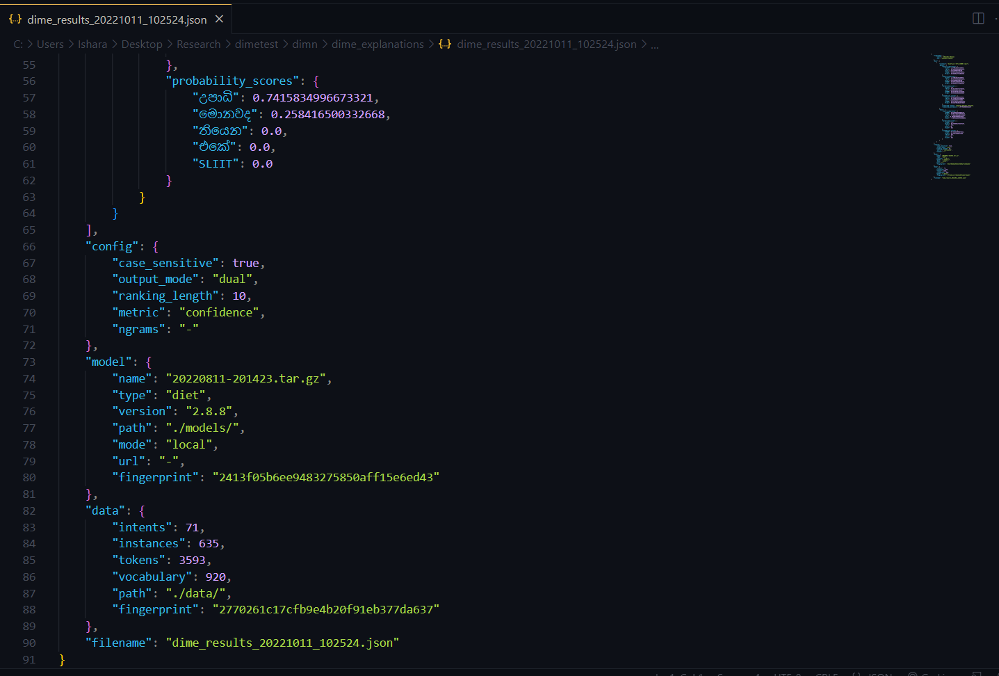 {..} dime_results_20221011_102524.json ×
C: > Users > Ishara > Desktop > Research > dimetest > dimn > dime_explanations > {..} dime_results_20221011_102524.json > ...
55 },
56 "probability_scores": {
57 "උපාධි": 0.7415834996673321,
58 "මොනවද": 0.258416500332668,
59 "තියෙන": 0.0,
60 "එකේ": 0.0,
61 "SLIIT": 0.0
62 }
63 }
64 }
65 ],
66 "config": {
67 "case_sensitive": true,
68 "output_mode": "dual",
69 "ranking_length": 10,
70 "metric": "confidence",
71 "ngrams": "-"
72 },
73 "model": {
74 "name": "20220811-201423.tar.gz",
75 "type": "diet",
76 "version": "2.8.8",
77 "path": "./models/",
78 "mode": "local",
79 "url": "-",
80 "fingerprint": "2413f05b6ee9483275850aff15e6ed43"
81 },
82 "data": {
83 "intents": 71,
84 "instances": 635,
85 "tokens": 3593,
86 "vocabulary": 920,
87 "path": "./data/",
88 "fingerprint": "2770261c17cfb9e4b20f91eb377da637"
89 },
90 "filename": "dime_results_20221011_102524.json"
91 }